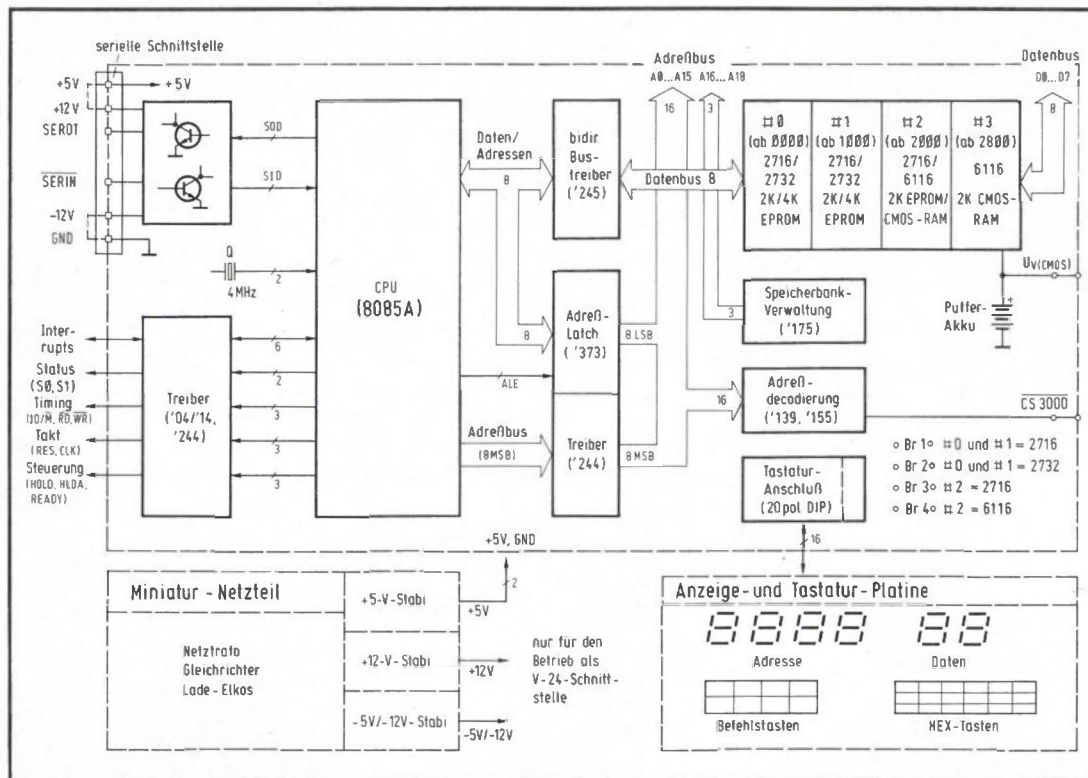 serielle Schnittstelle
+5V
+5V
+12V
SEROT
SERIN
-12V
GND
SOD
SID
Q
4MHz
2
CPU
(8085A)
Daten/
Adressen
8
bidir.
Bus-
treiber
('245)
Adreßbus
A0...A15 A16...A18
16
3
Datenbus 8
Datenbus
D0...D7
8
#0
(ab 0000)
2716/
2732
2K/4K
EPROM
#1
(ab 1000)
2716/
2732
2K/4K
EPROM
#2
(ab 2000)
2716/
6116
2K EPROM/
CMOS-RAM
#3
(ab 2800)
6116
2K CMOS-
RAM
UV(CMOS)
Puffer-
Akku
+
Speicherbank-
Verwaltung
('175)
3
8
Adreß-
Latch
('373)
8 LSB
ALE
Adreßbus
(8MSB)
Treiber
('244)
8 MSB
16
Adreß-
decodierung
('139, '155)
CS 3000
Tastatur-
Anschluß
(20pol DIP)
16
o Br 1o #0 und #1 = 2716
o Br 2o #0 und #1 = 2732
o Br 3o #2 = 2716
o Br 4o #2 = 6116
Inter-
rupts
Status
(S0,S1)
Timing
(IO/M, RD, WR)
Takt
(RES, CLK)
Steuerung
(HOLD, HLDA,
READY)
Treiber
('04/'14,
'244)
6
2
3
3
3
+5V, GND
2
Miniatur-Netzteil
Netztrafo
Gleichrichter
Lade-Elkos
+5-V-Stabi
+5V
+12-V-Stabi
+12V
-5V/-12V-Stabi
-5V/-12V
nur für den
Betrieb als
V-24-Schnitt-
stelle
Anzeige-und Tastatur-Platine
8888 88
Adresse
Daten
Befehlstasten
HEX-Tasten